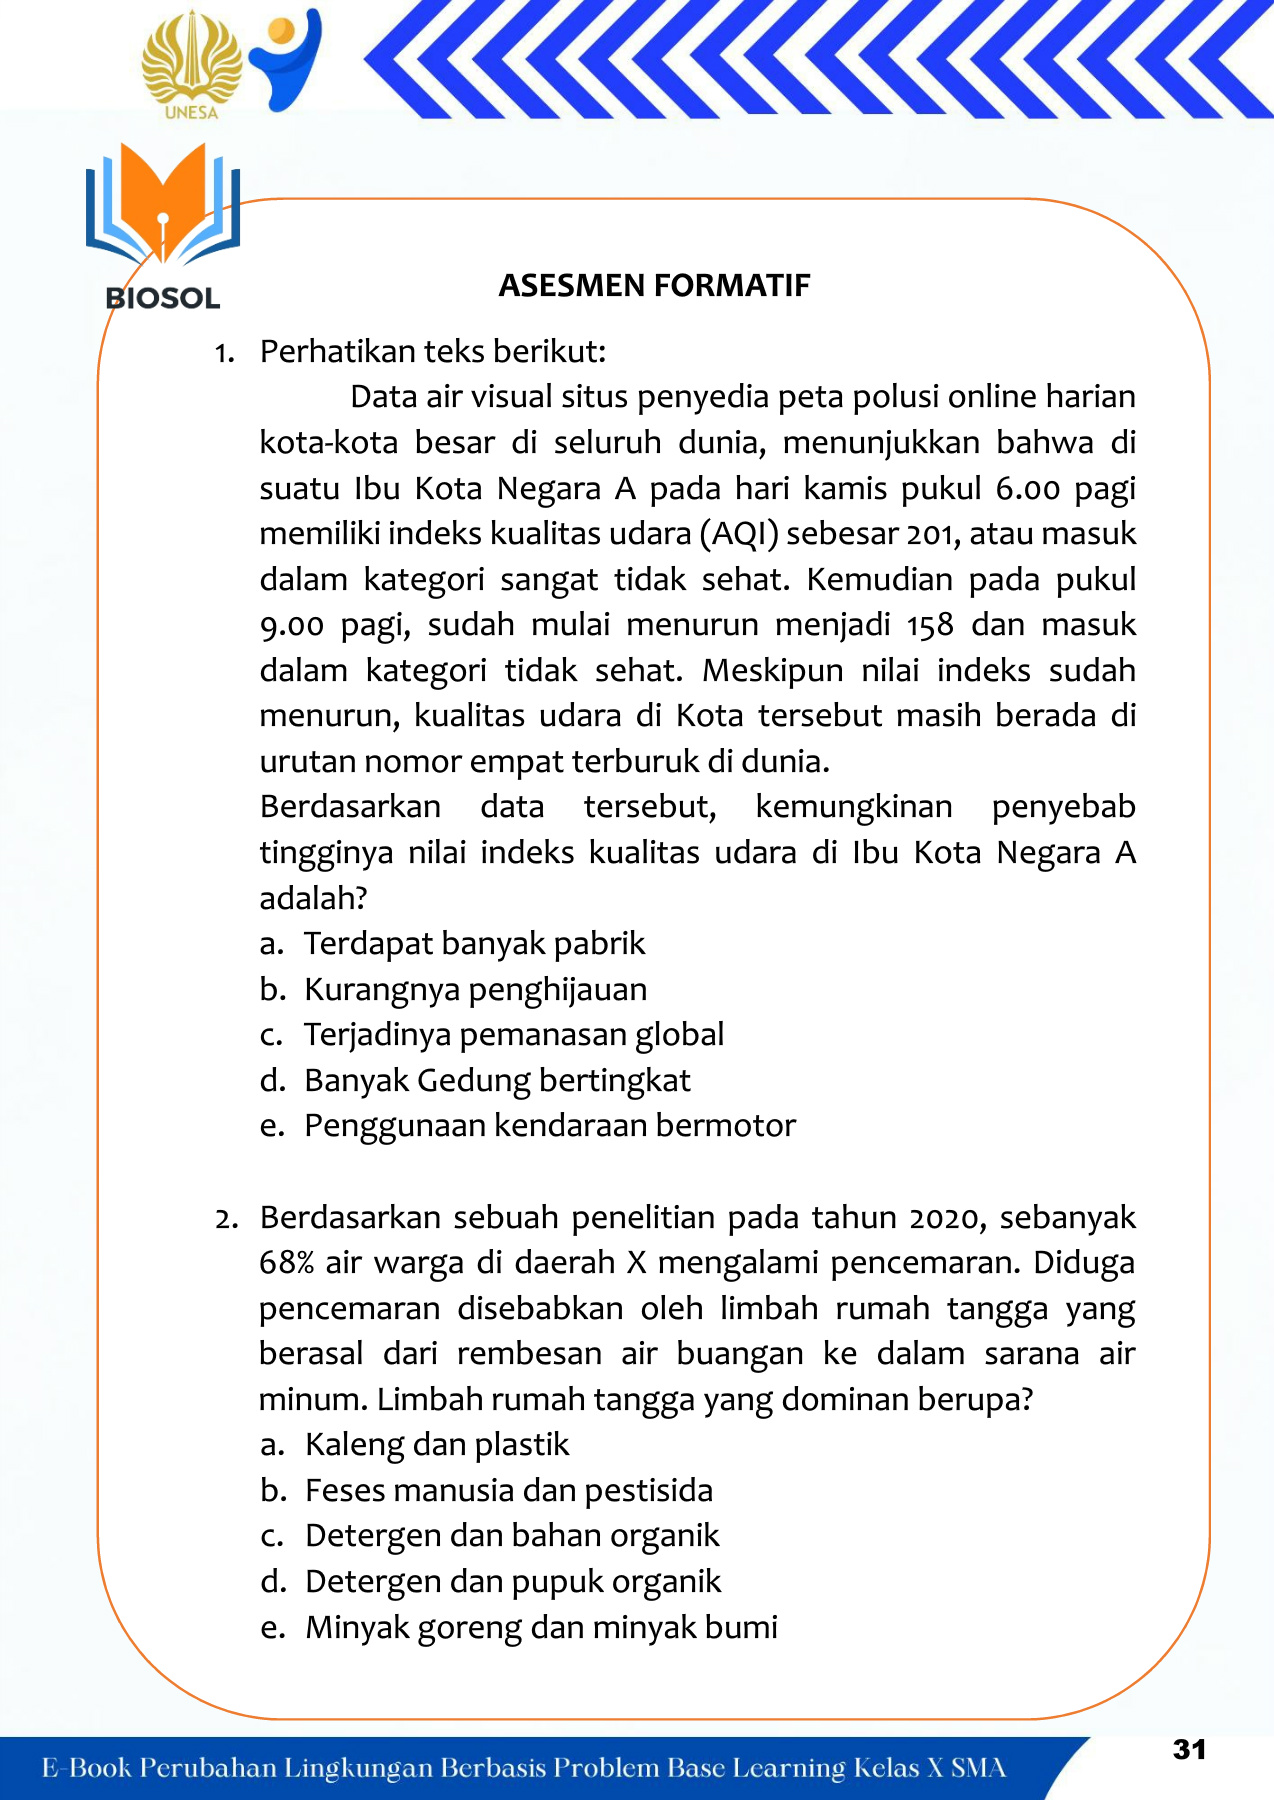 UNESA
BIOSOL
ASESMEN FORMATIF
1. Perhatikan teks berikut:
Data air visual situs penyedia peta polusi online harian
kota-kota besar di seluruh dunia, menunjukkan bahwa di
suatu Ibu Kota Negara A pada hari kamis pukul 6.00 pagi
memiliki indeks kualitas udara (AQI) sebesar 201, atau masuk
dalam kategori sangat tidak sehat. Kemudian pada pukul
9.00 pagi, sudah mulai menurun menjadi 158 dan masuk
dalam kategori tidak sehat. Meskipun nilai indeks sudah
menurun, kualitas udara di Kota tersebut masih berada di
urutan nomor empat terburuk di dunia.
Berdasarkan data tersebut, kemungkinan penyebab
tingginya nilai indeks kualitas udara di Ibu Kota Negara A
adalah?
a. Terdapat banyak pabrik
b. Kurangnya penghijauan
c. Terjadinya pemanasan global
d. Banyak Gedung bertingkat
e. Penggunaan kendaraan bermotor
2. Berdasarkan sebuah penelitian pada tahun 2020, sebanyak
68% air warga di daerah X mengalami pencemaran. Diduga
pencemaran disebabkan oleh limbah rumah tangga yang
berasal dari rembesan air buangan ke dalam sarana air
minum. Limbah rumah tangga yang dominan berupa?
a. Kaleng dan plastik
b. Feses manusia dan pestisida
c. Detergen dan bahan organik
d. Detergen dan pupuk organik
e. Minyak goreng dan minyak bumi
31
E-Book Perubahan Lingkungan Berbasis Problem Base Learning Kelas X SMA